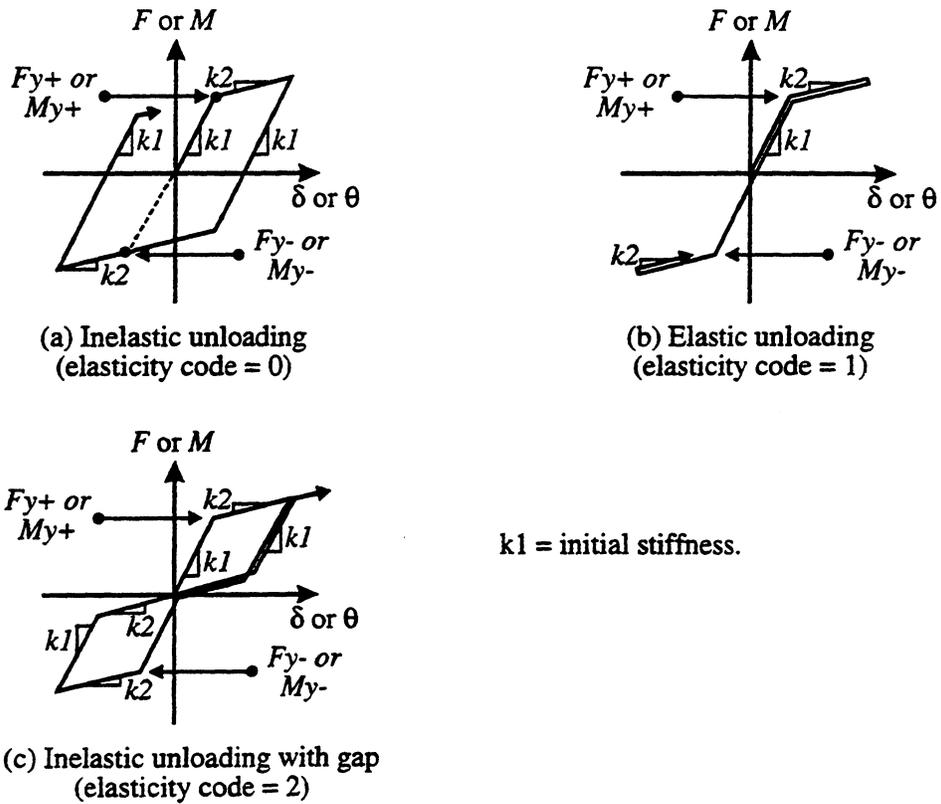 F or M
Fy+ or
My+
k2
k1
k1
k1
δ or θ
k2
Fy- or
My-
(a) Inelastic unloading
(elasticity code = 0)
F or M
Fy+ or
My+
k2
k1
δ or θ
k2
Fy- or
My-
(b) Elastic unloading
(elasticity code = 1)
F or M
Fy+ or
My+
k2
k1
k1
δ or θ
k1
k2
k2
Fy- or
My-
(c) Inelastic unloading with gap
(elasticity code = 2)
k1 = initial stiffness.